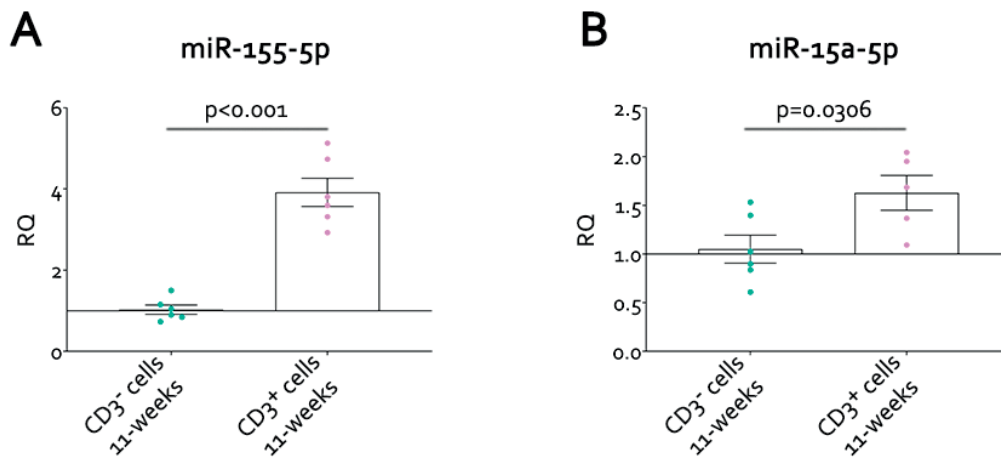 A
miR-155-5p
p<0.001
6
4
2
0
RQ
CD3⁻ cells
11-weeks
CD3⁺ cells
11-weeks
B
miR-15a-5p
p=0.0306
2.5
2.0
1.5
1.0
0.5
0.0
RQ
CD3⁻ cells
11-weeks
CD3⁺ cells
11-weeks